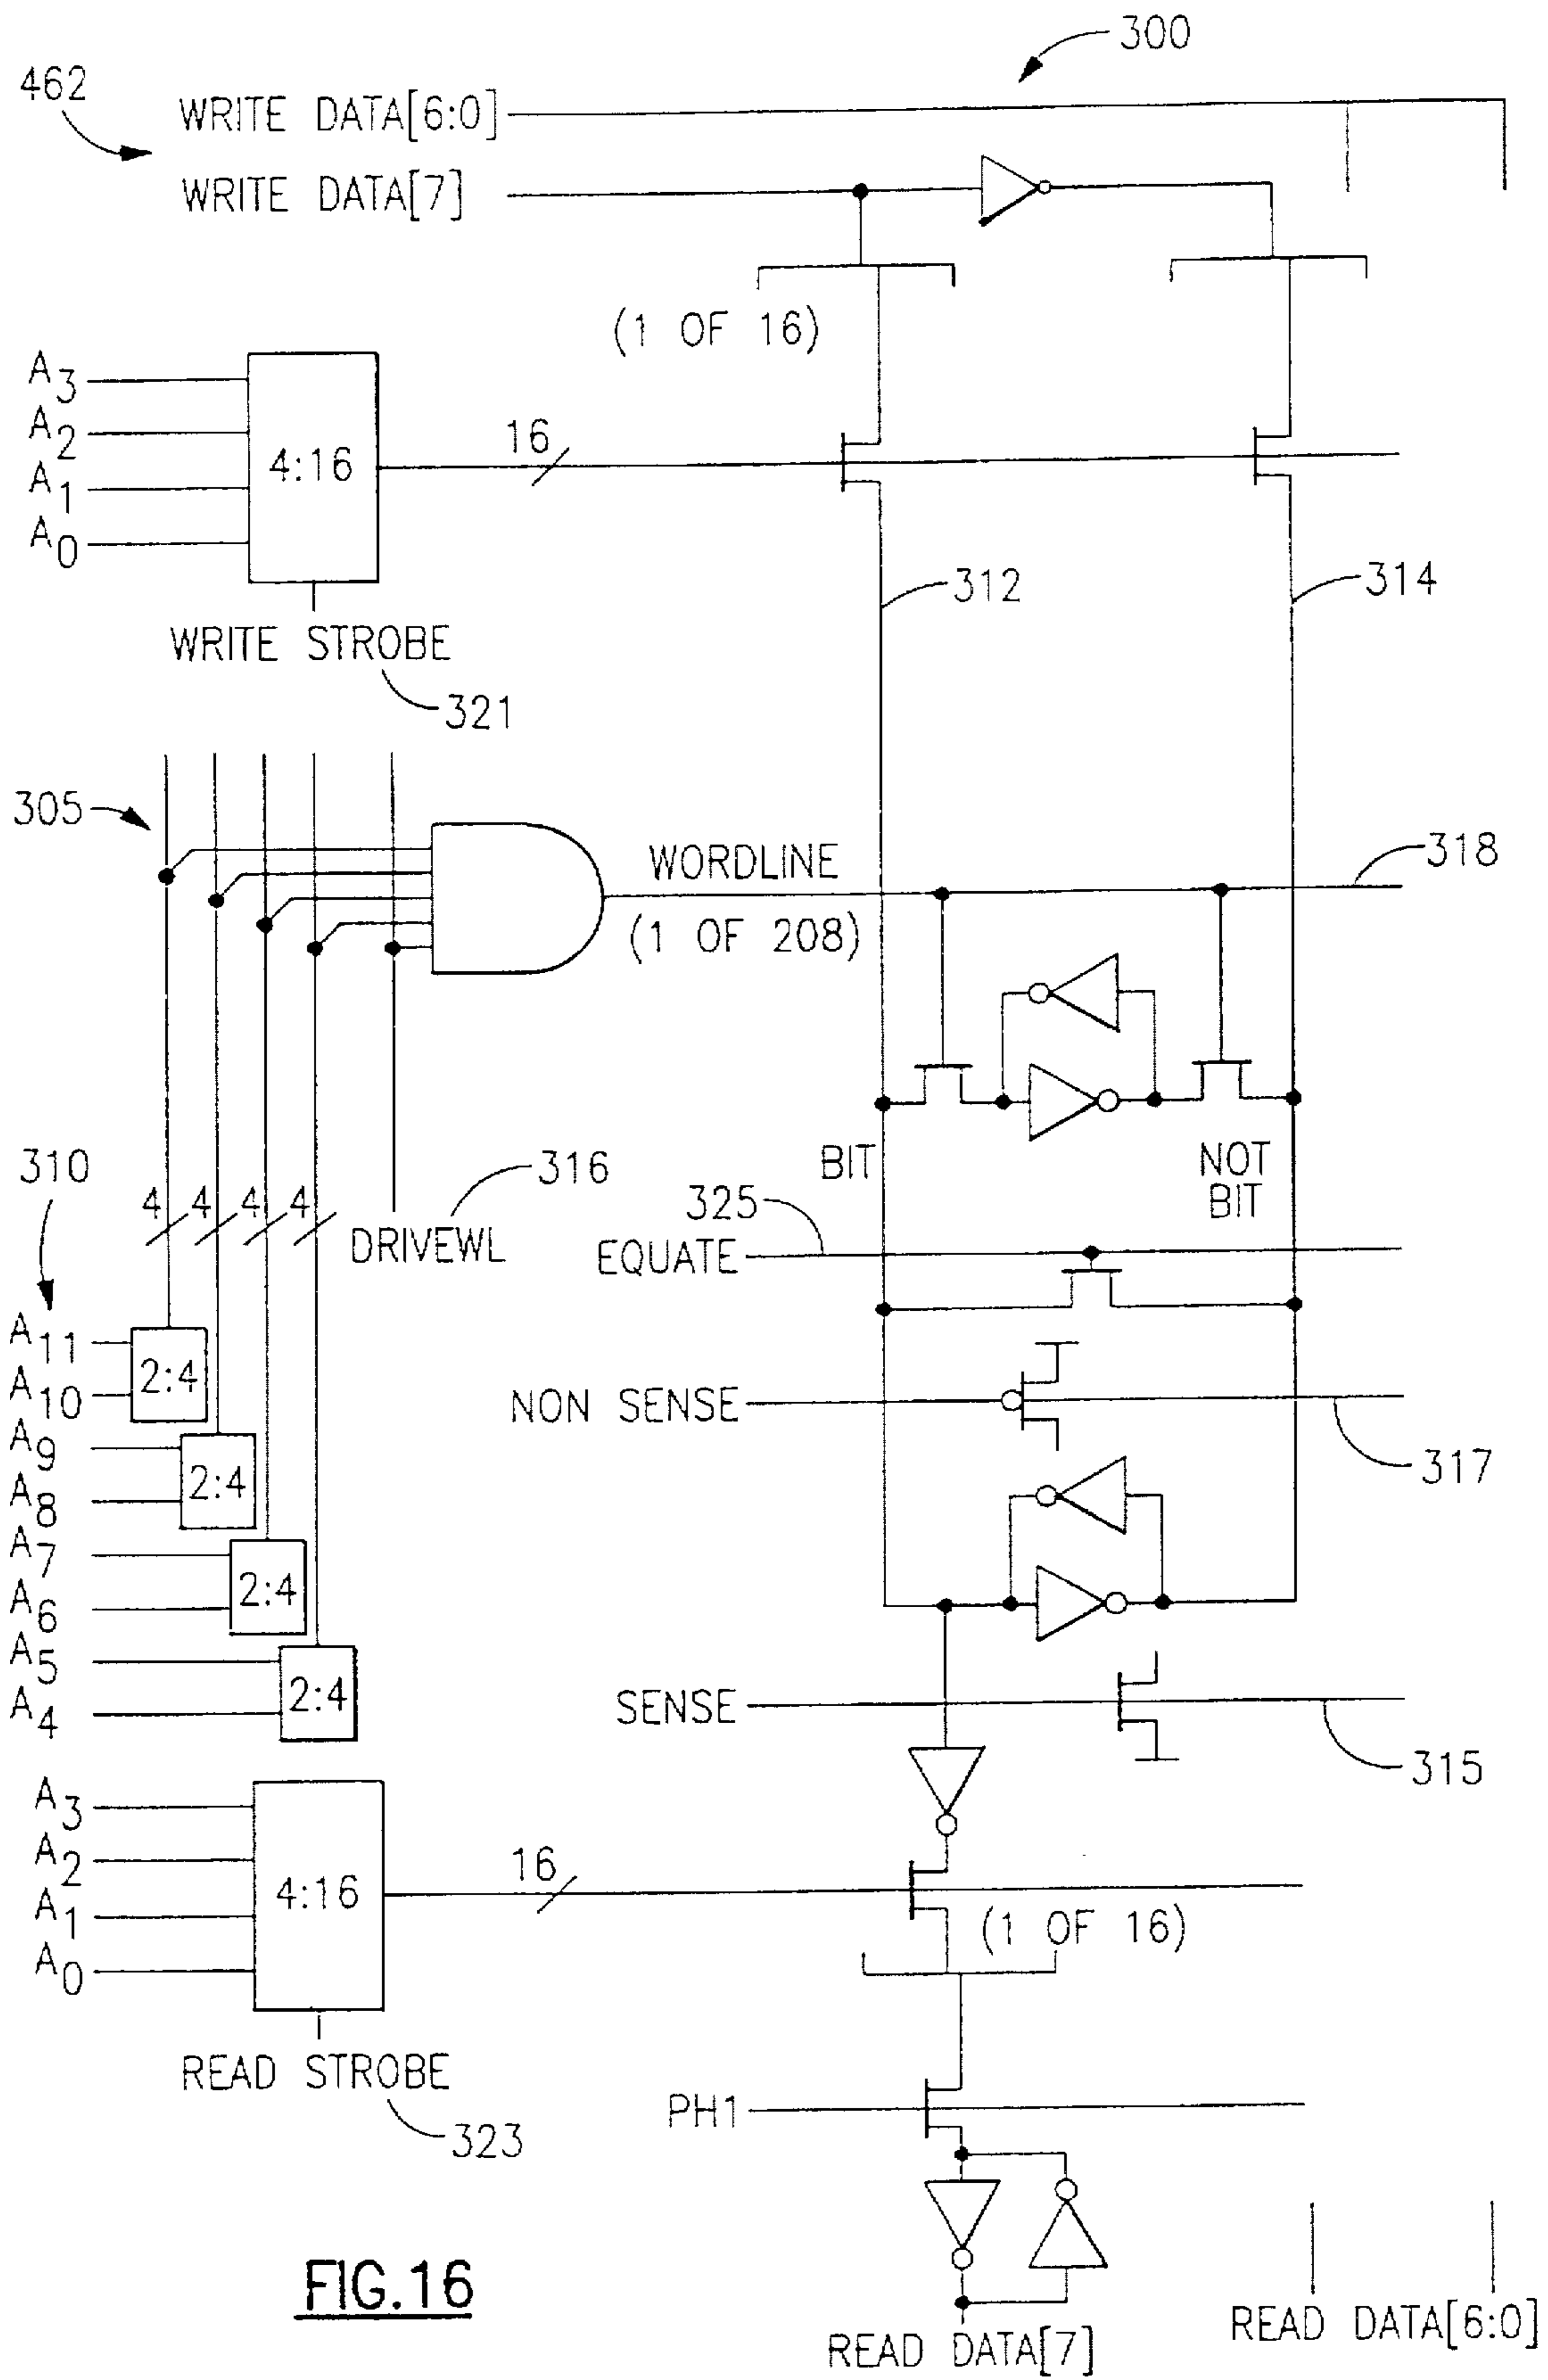 300
462
WRITE DATA[6:0]
WRITE DATA[7]
(1 OF 16)
A3
A2
A1
A0
4:16
16
WRITE STROBE
321
312
314
305
WORDLINE
(1 OF 208)
318
BIT
NOT
BIT
310
4
4
4
4
316
DRIVEWL
325
EQUATE
A11
A10
2:4
NON SENSE
317
A9
A8
2:4
A7
A6
2:4
A5
A4
2:4
SENSE
315
A3
A2
A1
A0
4:16
16
(1 OF 16)
READ STROBE
323
PH1
FIG.16
READ DATA[7]
READ DATA[6:0]